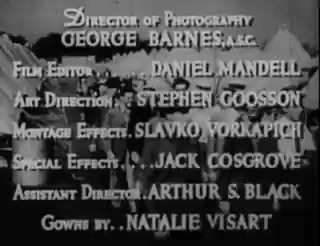 Director of Photography
GEORGE BARNES, A.S.C.
Film Editor...... DANIEL MANDELL
Art Direction... STEPHEN GOOSSON
Montage Effects. SLAVKO VORKAPICH
Special Effects.... JACK COSGROVE
Assistant Director. ARTHUR S. BLACK
Gowns by.. NATALIE VISART